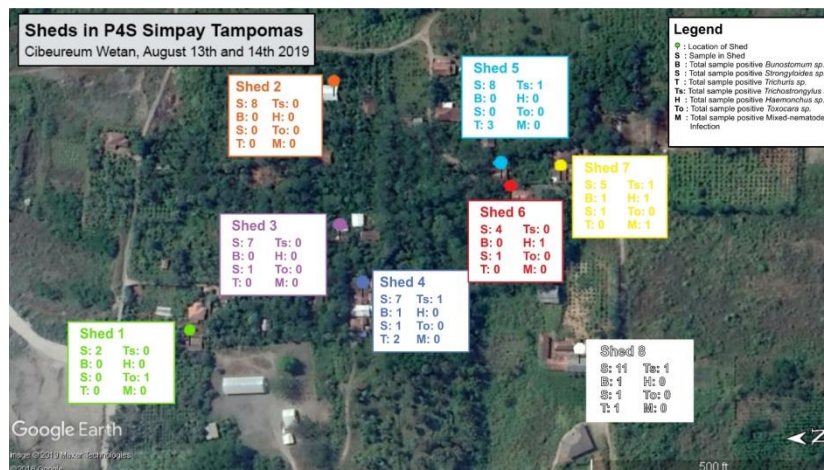 Sheds in P4S Simpay Tampomas
Cibeureum Wetan, August 13th and 14th 2019
Legend
: Location of Shed
S : Sample in Shed
B : Total sample positive Bunostomum sp.
S : Total sample positive Strongyloides sp.
T : Total sample positive Trichuris sp.
Ts: Total sample positive Trichostrongylus
H : Total sample positive Haemonchus sp.
To : Total sample positive Toxocara sp.
M : Total sample positive Mixed-nematode
Infection
Shed 2
S: 8 Ts: 0
B: 0 H: 0
S: 0 To: 0
T: 0 M: 0
Shed 5
S: 8 Ts: 1
B: 0 H: 0
S: 0 To: 0
T: 3 M: 0
Shed 7
S: 5 Ts: 1
B: 1 H: 1
S: 1 To: 0
T: 0 M: 1
Shed 6
S: 4 Ts: 0
B: 0 H: 1
S: 1 To: 0
T: 0 M: 0
Shed 3
S: 7 Ts: 0
B: 0 H: 0
S: 1 To: 0
T: 0 M: 0
Shed 4
S: 7 Ts: 1
B: 1 H: 0
S: 1 To: 0
T: 2 M: 0
Shed 1
S: 2 Ts: 0
B: 0 H: 0
S: 0 To: 1
T: 0 M: 0
Shed 8
S: 11 Ts: 1
B: 1 H: 0
S: 1 To: 0
T: 1 M: 0
Google Earth
Image © 2019 Maxar Technologies
© 2018 Google
500 ft
N